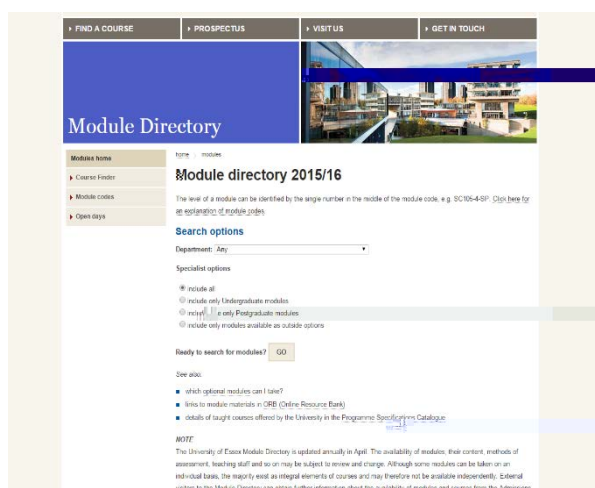 FIND A COURSE
PROSPECTUS
VISIT US
GET IN TOUCH
Module Directory
Modules home
Course Finder
Module codes
Open days
home modules
Module directory 2015/16
The level of a module can be identified by the single number in the middle of the module code, e.g. SC105-4-SP. Click here for
an explanation of module codes.
Search options
Department: Any
Specialist options
include all
include only Undergraduate modules
include only Postgraduate modules
include only modules available as outside options
Ready to search for modules? GO
See also:
which optional modules can I take?
links to module materials in ORB (Online Resource Bank)
details of taught courses offered by the University in the Programme Specifications Catalogue
NOTE
The University of Essex Module Directory is updated annually in April. The availability of modules, their content, methods of
assessment, teaching staff and so on may be subject to review and change. Although some modules can be taken on an
individual basis, the majority exist as integral elements of courses and may therefore not be available independently. External